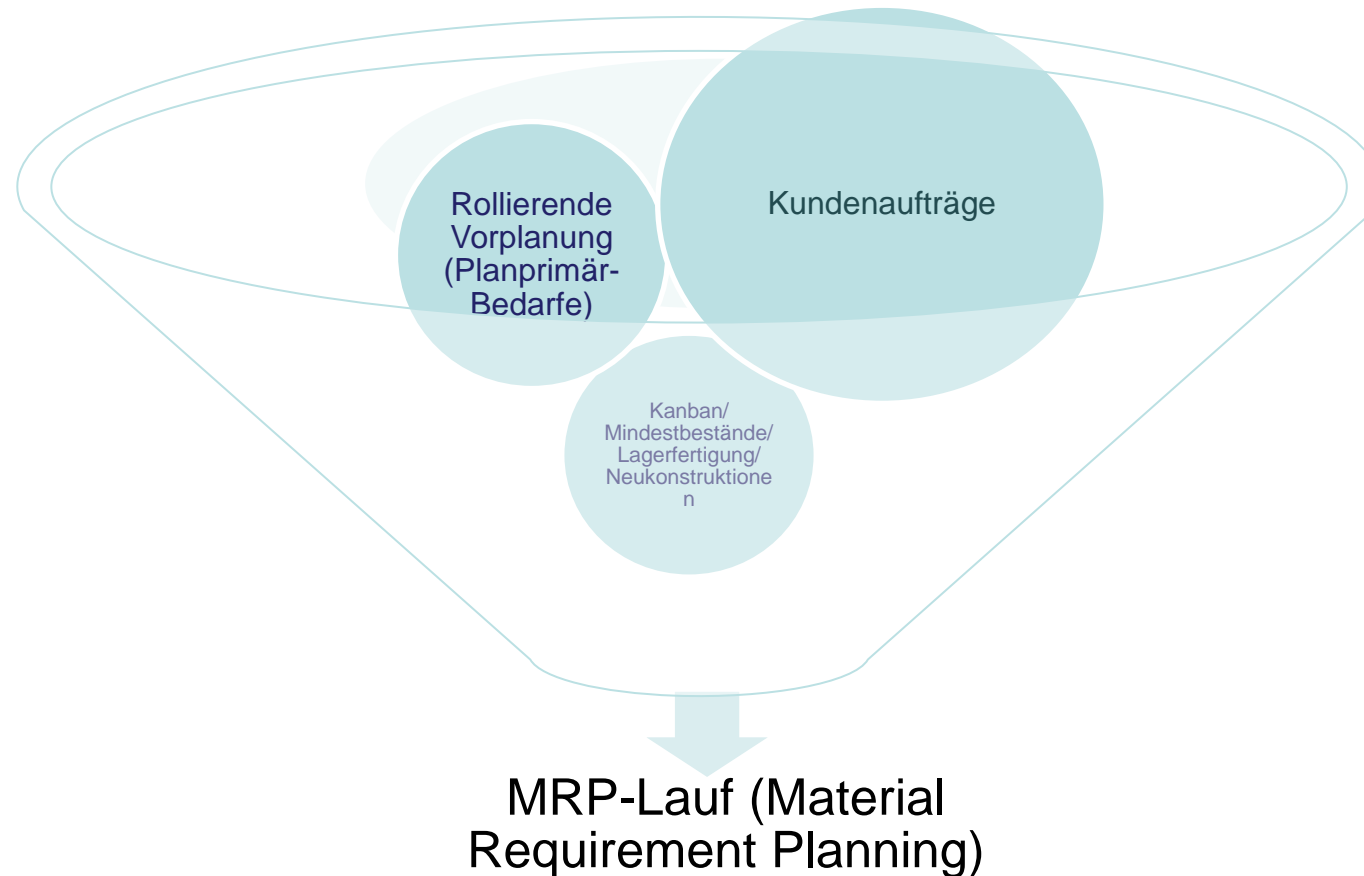 Rollierende
Vorplanung
(Planprimär-
Bedarfe)
Kundenaufträge
Kanban/
Mindestbestände/
Lagerfertigung/
Neukonstruktione
n
MRP-Lauf (Material
Requirement Planning)